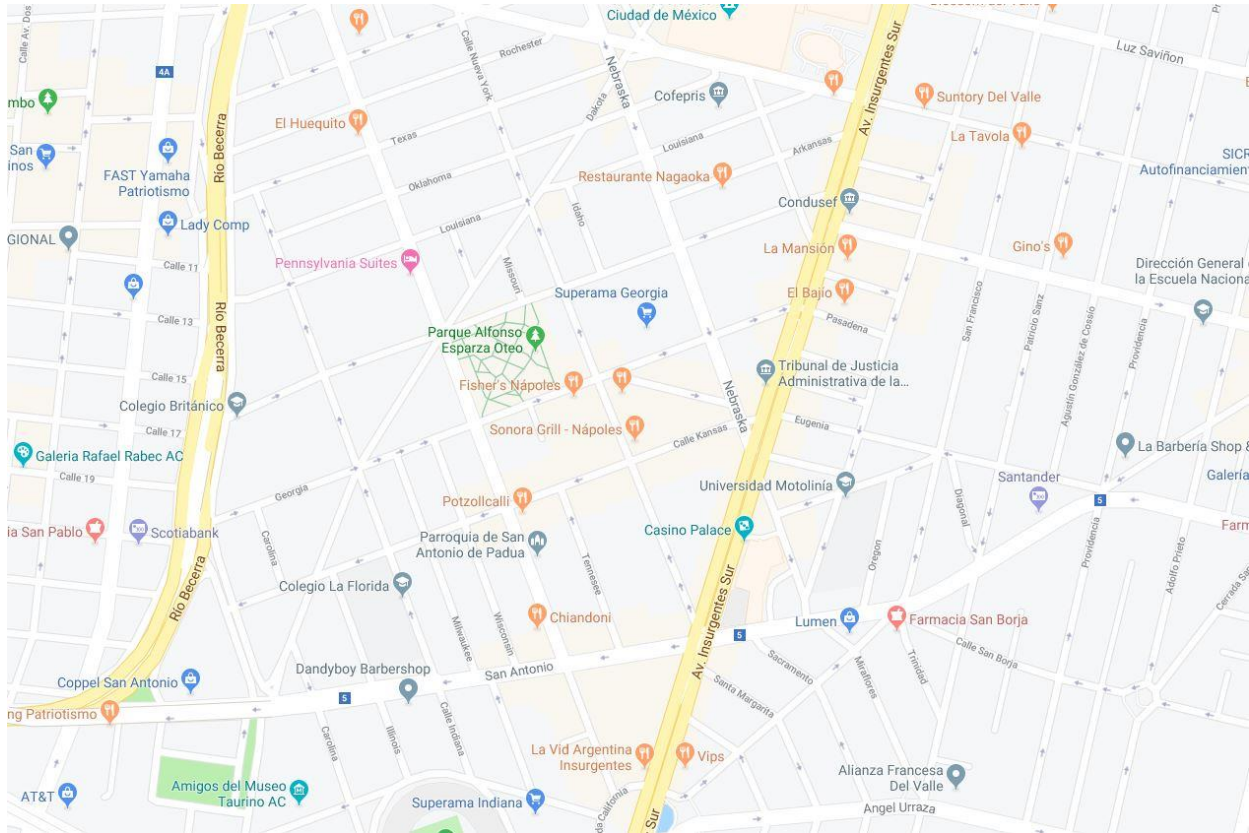 Calle Av. Dos
Ciudad de México
Luz Saviñon
4A
Calle Nueva York
Rochester
Nebraska
Av. Insurgentes Sur
mbo
Río Becerra
El Huequito
Texas
Dakota
Cofepris
Suntory Del Valle
La Tavola
San
inos
FAST Yamaha
Patriotismo
Louisiana
Arkansas
SICR
Autofinanciamien
Oklahoma
Restaurante Nagaoka
Lady Comp
Louisiana
Idaho
Condusef
GIONAL
Calle 11
Pennsylvania Suites
Missouri
La Mansión
Gino's
Dirección General
la Escuela Naciona
Superama Georgia
El Bajío
Calle 13
Río Becerra
Parque Alfonso
Esparza Oteo
Pasadena
San Francisco
Patricio Sanz
Agustín González de Cossío
Providencia
Calle 15
Fisher's Nápoles
Tribunal de Justicia
Administrativa de la...
Colegio Británico
Nebraska
Calle 17
Sonora Grill - Nápoles
Calle Kansas
Eugenia
La Barbería Shop &
Galeria Rafael Rabec AC
Calle 19
Georgia
Potzollcalli
Universidad Motolinía
Diagonal
Santander
Galería
5
ia San Pablo
Scotiabank
Carolina
Parroquia de San
Antonio de Padua
Casino Palace
Farm
Colegio La Florida
Tennesee
Oregon
Providencia
Adolfo Prieto
Cerrada San
Río Becerra
Milwaukee
Wisconsin
Chiandoni
Av. Insurgentes Sur
5
Lumen
Farmacia San Borja
Calle San Borja
Coppel San Antonio
Dandyboy Barbershop
San Antonio
Sacramento
Miraflores
Trinidad
5
ng Patriotismo
Carolina
Illinois
Calle Indiana
Santa Margarita
La Vid Argentina
Insurgentes
Vips
Alianza Francesa
Del Valle
AT&T
Amigos del Museo
Taurino AC
Superama Indiana
Angel Urraza
Sur